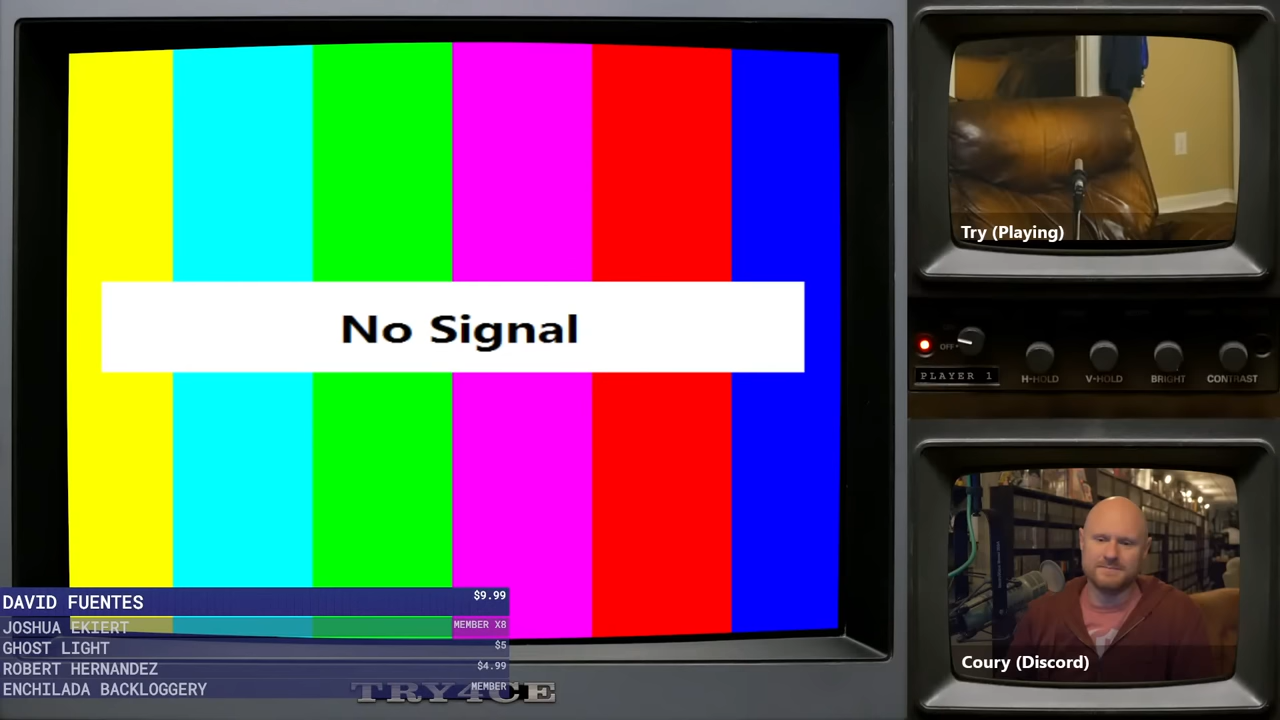 No Signal
Try (Playing)
OFF
PLAYER 1
H-HOLD
V-HOLD
BRIGHT
CONTRAST
Coury (Discord)
DAVID FUENTES $9.99
JOSHUA EKIERT MEMBER X8
GHOST LIGHT $5
ROBERT HERNANDEZ $4.99
ENCHILADA BACKLOGGERY MEMBER
TRY4CE